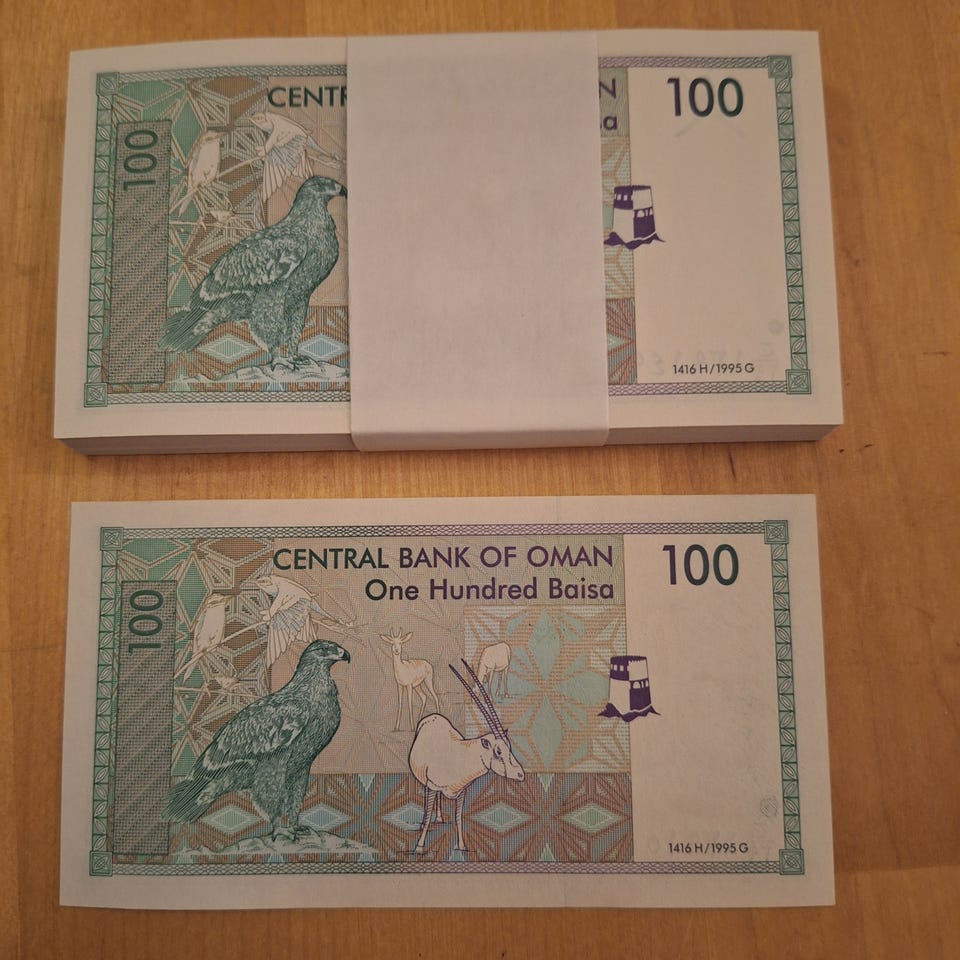 CENTR
N
a
100
100
1416 H / 1995 G
CENTRAL BANK OF OMAN
One Hundred Baisa
100
100
1416 H / 1995 G